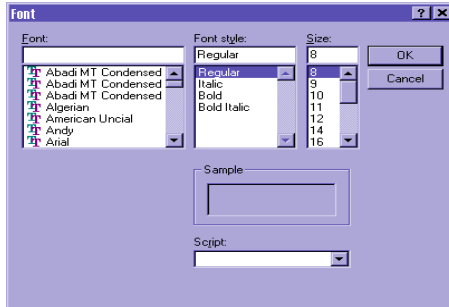 Font
Font: Font style: Size:
Regular 8 OK
Abadi MT Condensed Regular 8 Cancel
Abadi MT Condensed Italic 9
Abadi MT Condensed Bold 10
Algerian Bold Italic 11
American Uncial 12
Andy 14
Arial 16
Sample
Script: